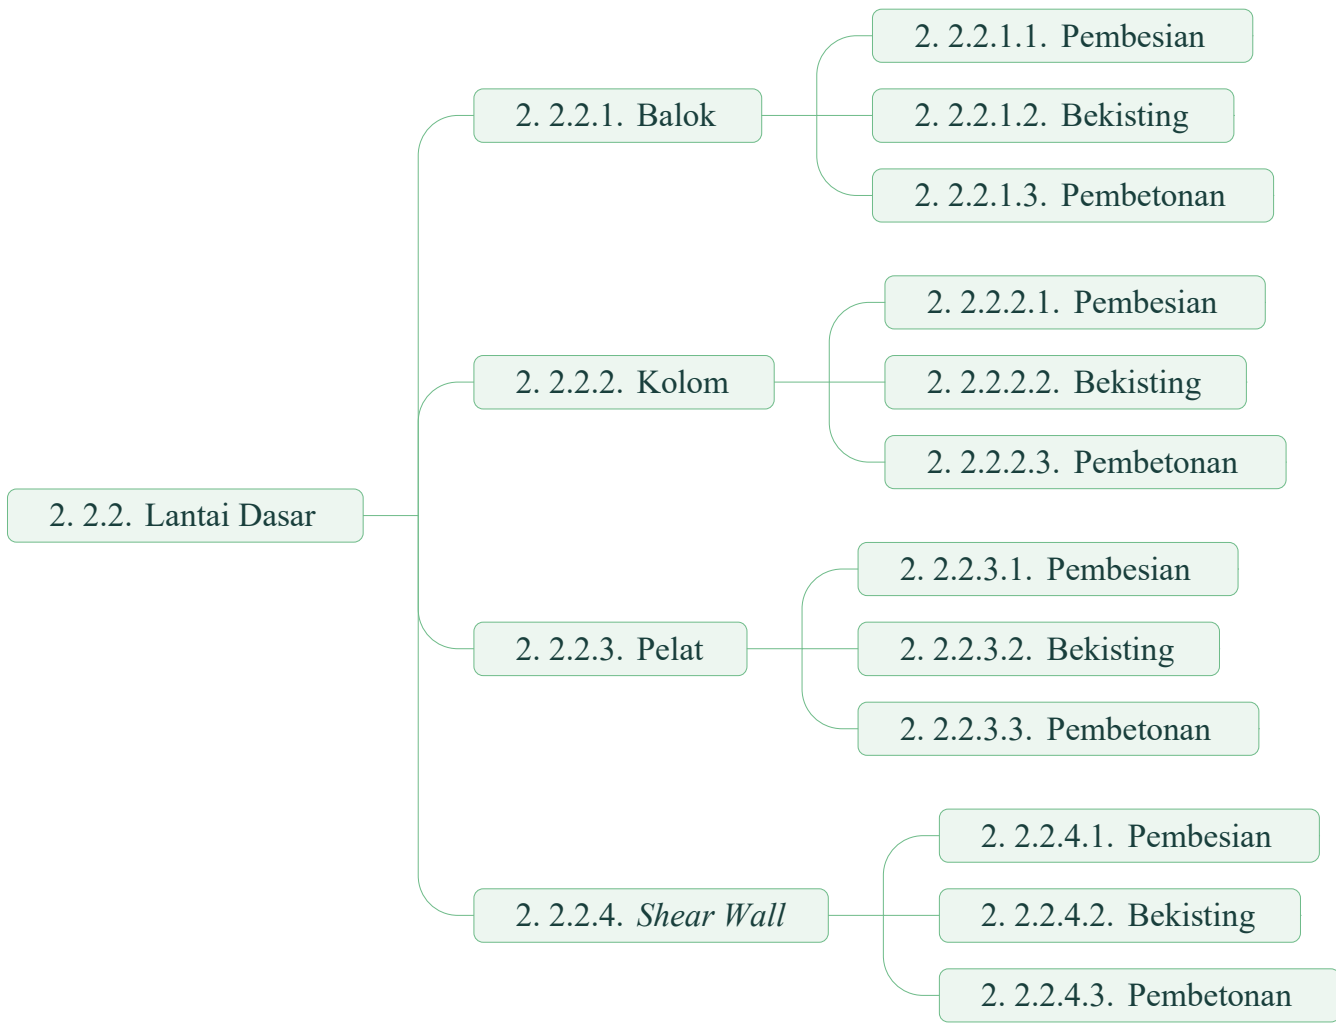 2. 2.2. Lantai Dasar
2. 2.2.1. Balok
2. 2.2.1.1. Pembesian
2. 2.2.1.2. Bekisting
2. 2.2.1.3. Pembetonan
2. 2.2.2. Kolom
2. 2.2.2.1. Pembesian
2. 2.2.2.2. Bekisting
2. 2.2.2.3. Pembetonan
2. 2.2.3. Pelat
2. 2.2.3.1. Pembesian
2. 2.2.3.2. Bekisting
2. 2.2.3.3. Pembetonan
2. 2.2.4. Shear Wall
2. 2.2.4.1. Pembesian
2. 2.2.4.2. Bekisting
2. 2.2.4.3. Pembetonan